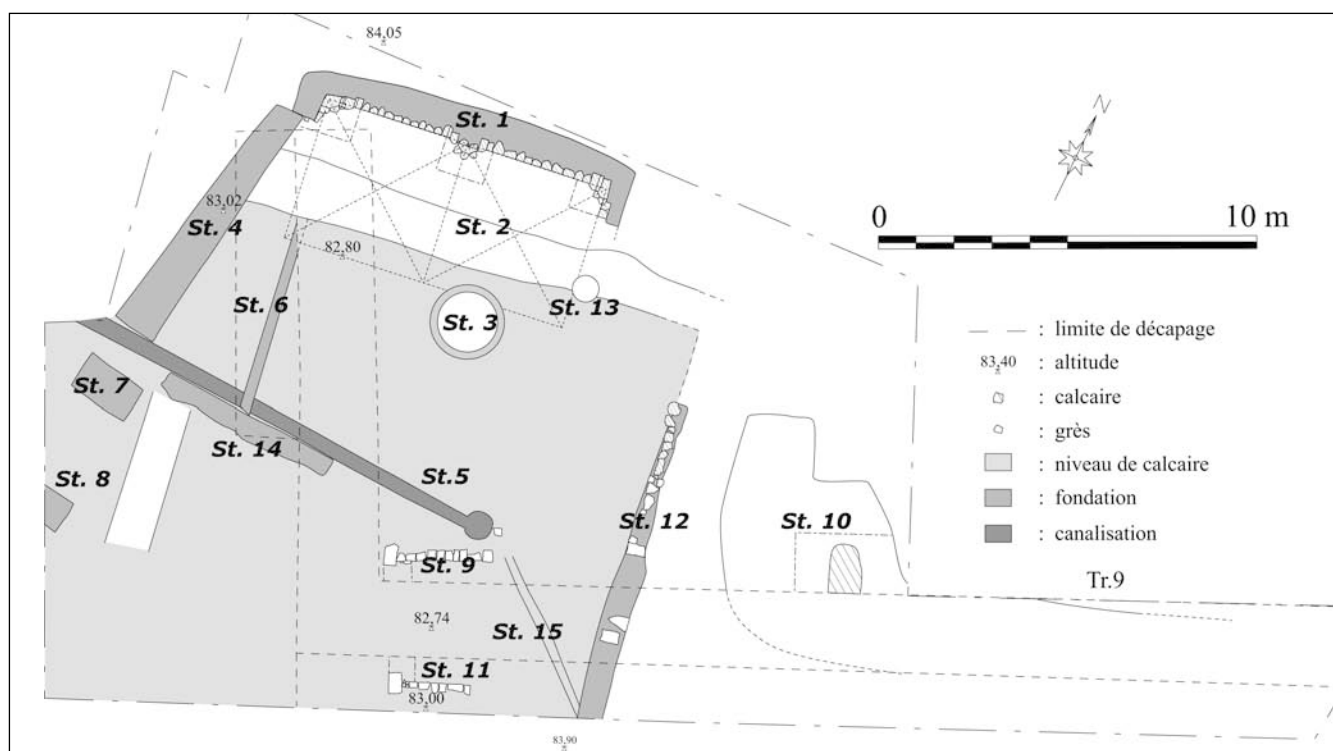 84,05
St. 1
N
83,02
St. 4
St. 2
0 10 m
82,80
St. 6
St. 3
St. 13
— — : limite de décapage
83,40 : altitude
: calcaire
: grès
: niveau de calcaire
: fondation
: canalisation
St. 7
St. 14
St. 8
St.5
St. 12
St. 10
St. 9
Tr.9
82,74
St. 15
St. 11
83,00
83,90